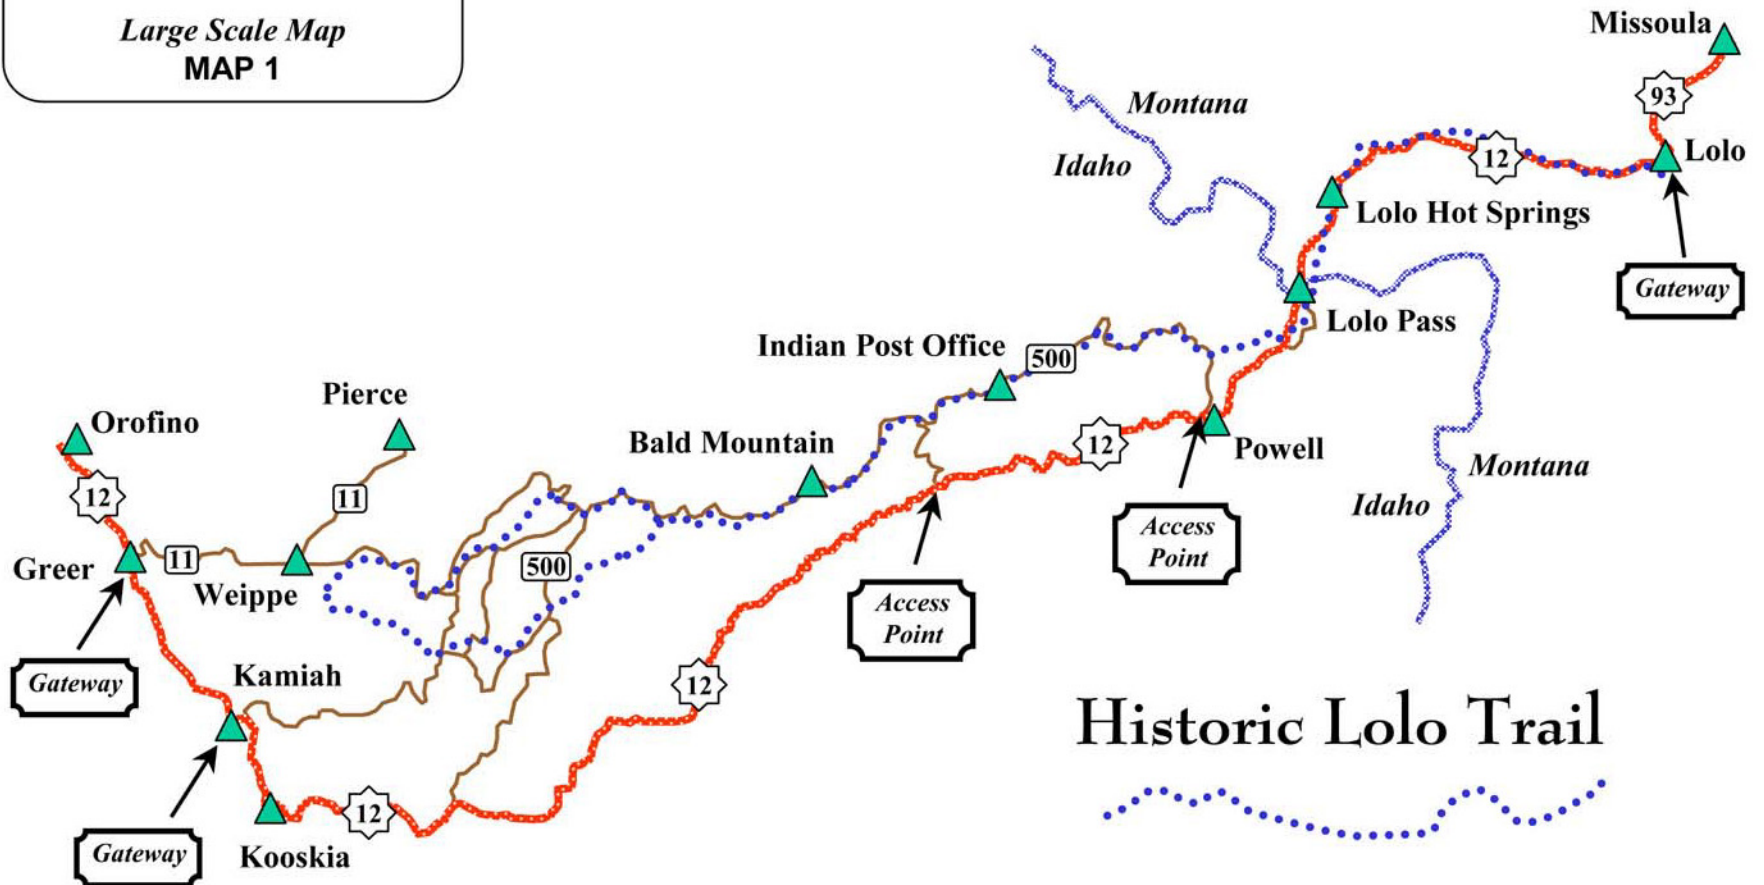 Large Scale Map
MAP 1
Missoula
93
Montana
Idaho
12
Lolo
Lolo Hot Springs
Gateway
Lolo Pass
Indian Post Office
500
Pierce
Orofino
Bald Mountain
12
Powell
Montana
Idaho
12
11
Access
Point
Greer
11
Weippe
500
Access
Point
Gateway
Kamiah
12
Historic Lolo Trail
12
Gateway
Kooskia